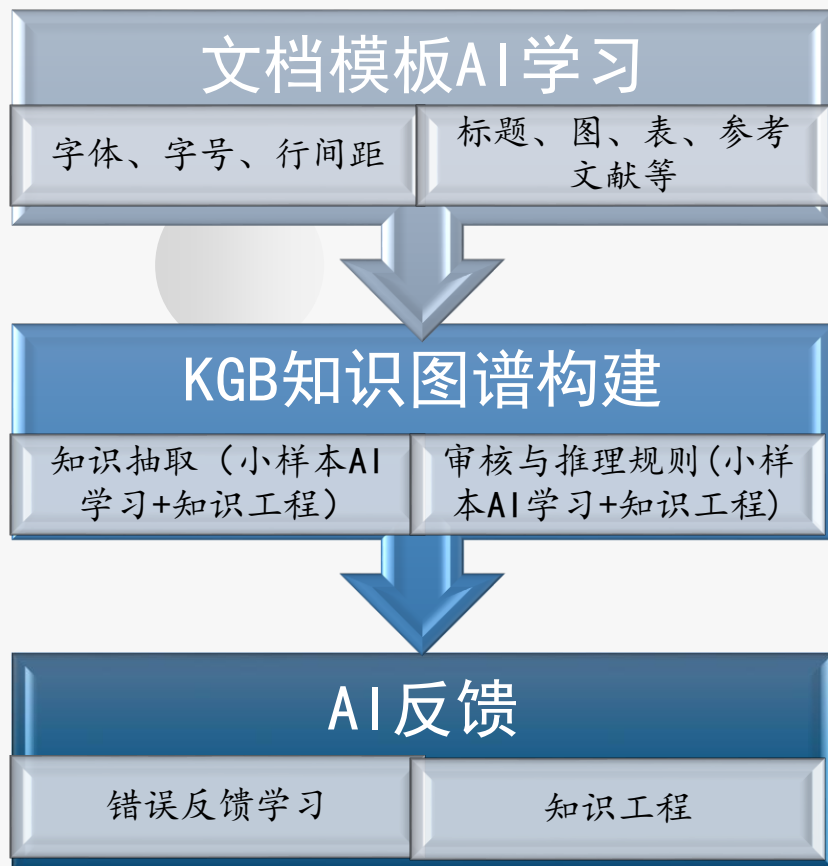 文档模板AI学习
字体、字号、行间距
标题、图、表、参考
文献等
KGB知识图谱构建
知识抽取（小样本AI
学习+知识工程）
审核与推理规则(小样
本AI学习+知识工程)
AI反馈
错误反馈学习
知识工程